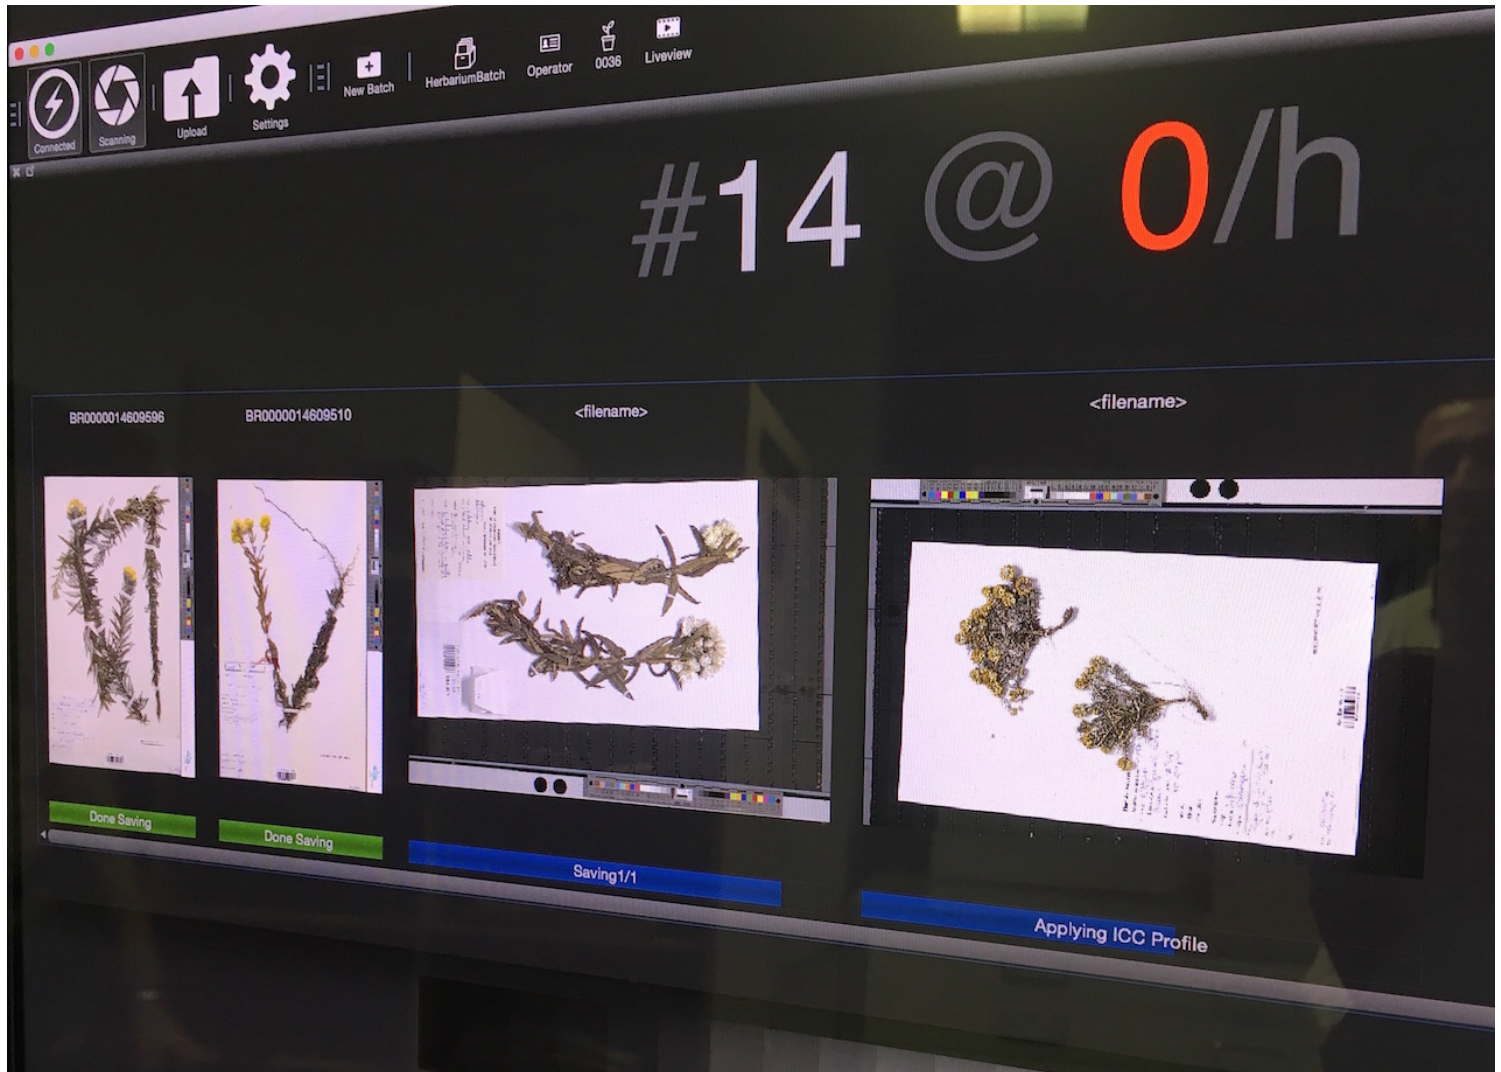 Connected
Scanning
Upload
Settings
New Batch
HerbariumBatch
Operator
0036
Liveview
#14 @ 0/h
BR0000014609596
BR0000014609510
<filename>
<filename>
Done Saving
Done Saving
Saving1/1
Applying ICC Profile